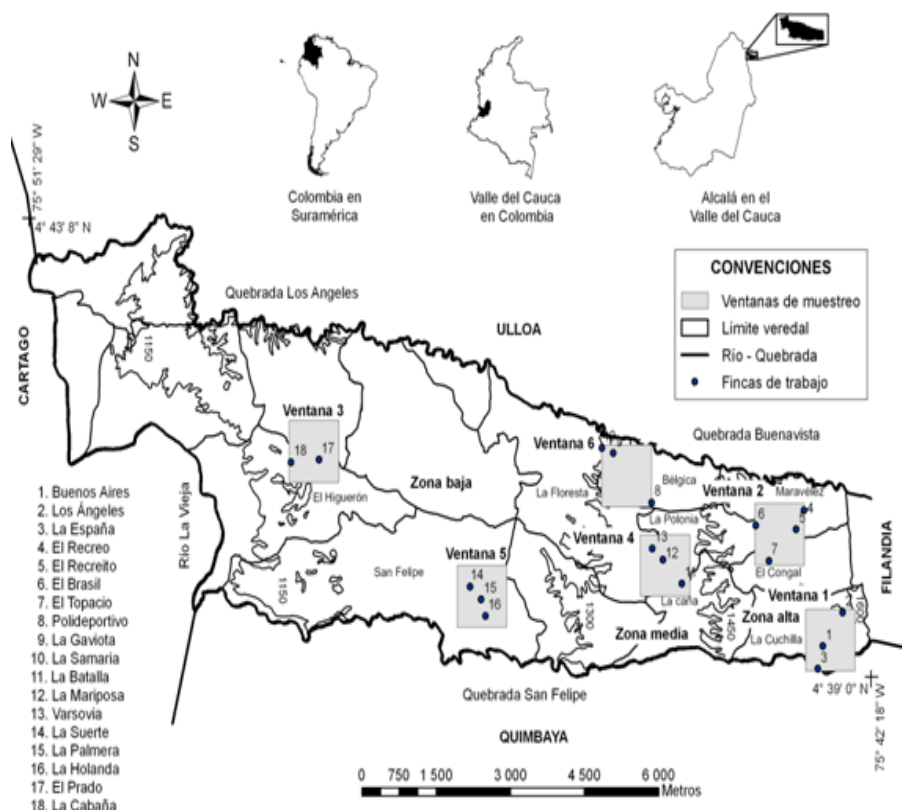 N
W
E
S
75° 51' 29" W
4° 43' 8" N
Colombia en
Suramérica
Valle del Cauca
en Colombia
Alcalá en el
Valle del Cauca
CONVENCIONES
Ventanas de muestreo
Limite veredal
Río - Quebrada
Fincas de trabajo
Quebrada Los Angeles
ULLOA
CARTAGO
1150
Ventana 3
18
17
El Higuerón
Zona baja
Ventana 6
8
Bélgica
La Floresta
La Polonia
Quebrada Buenavista
Ventana 2
Maravélez
4
5
6
7
El Congal
Ventana 4
13
12
La caña
Río La Vieja
1150
San Felipe
Ventana 5
14
15
16
1300
Zona media
1450
Ventana 1
Zona alta
La Cuchilla
1
3
FILANDIA
4° 39' 0" N
75° 42' 18" W
Quebrada San Felipe
QUIMBAYA
1. Buenos Aires
2. Los Ángeles
3. La España
4. El Recreo
5. El Recreito
6. El Brasil
7. El Topacio
8. Polideportivo
9. La Gaviota
10. La Samaria
11. La Batalla
12. La Mariposa
13. Varsovia
14. La Suerte
15. La Palmera
16. La Holanda
17. El Prado
18. La Cabaña
0 750 1 500 3 000 4 500 6 000
Metros